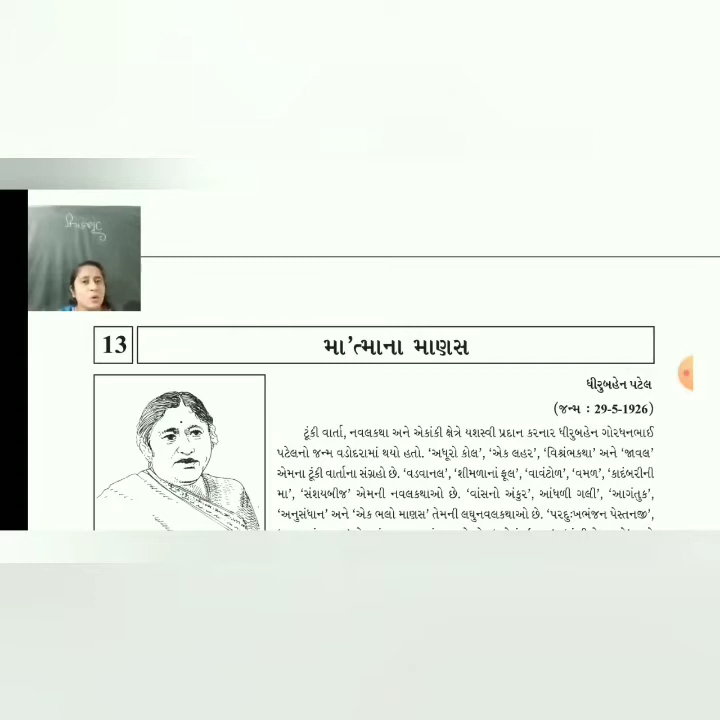 13
મા'ત્માના માણસ
ધીરુબહેન પટેલ
(જન્મ : 29-5-1926)
ટૂંકી વાર્તા, નવલકથા અને એકાંકી ક્ષેત્રે યશસ્વી પ્રદાન કરનાર ધીરુબહેન ગોરધનભાઈ
પટેલનો જન્મ વડોદરામાં થયો હતો. 'અધૂરો કોલ', 'એક લહર', 'વિશ્રંભકથા' અને 'જાવલ'
એમના ટૂંકી વાર્તાના સંગ્રહો છે. 'વડવાનલ', 'શીમળાનાં ફૂલ', 'વાવંટોળ', 'વમળ', 'કાદંબરીની
મા', 'સંશયબીજ' એમની નવલકથાઓ છે. 'વાંસનો અંકુર', આંધળી ગલી', 'આગંતુક',
'અનુસંધાન' અને 'એક ભલો માણસ' તેમની લઘુનવલકથાઓ છે. 'પરદુઃખભંજન પેસ્તનજી',